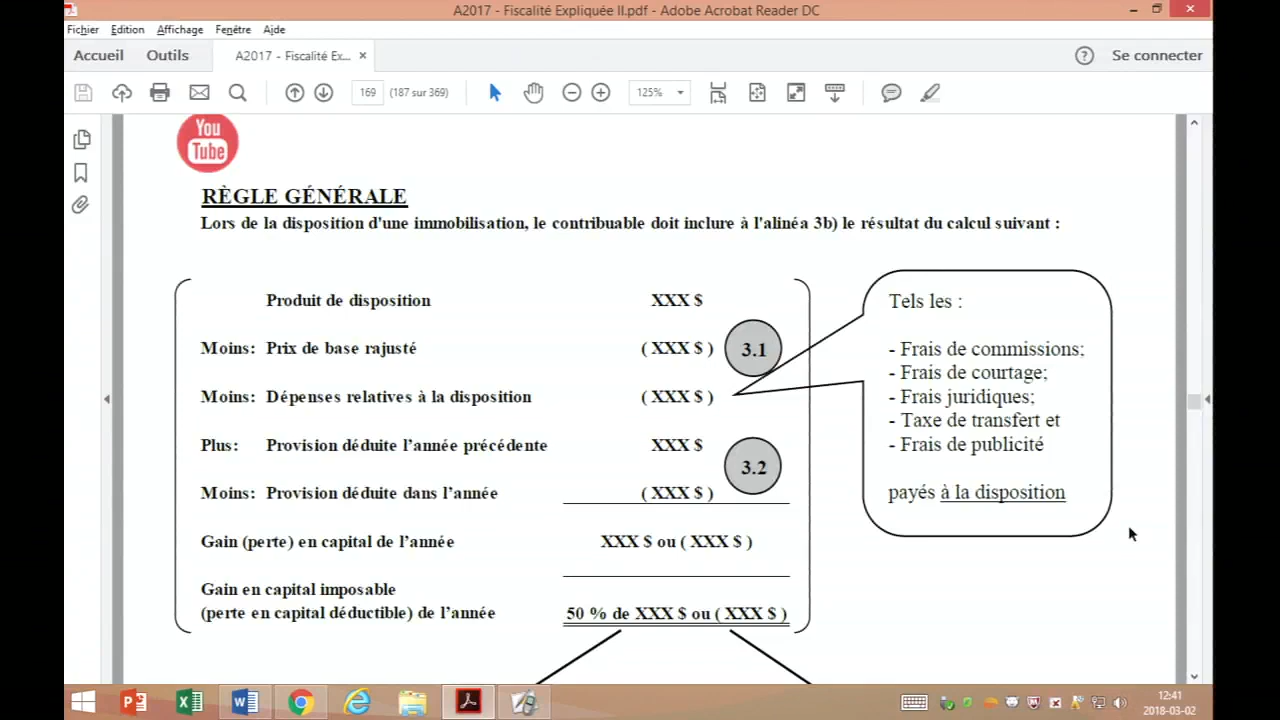 A2017 - Fiscalité Expliquée II.pdf - Adobe Acrobat Reader DC
Fichier Edition Affichage Fenêtre Aide
Accueil Outils A2017 - Fiscalité Ex... × ? Se connecter
169 (187 sur 369) 125%
You
Tube
RÈGLE GÉNÉRALE
Lors de la disposition d'une immobilisation, le contribuable doit inclure à l'alinéa 3b) le résultat du calcul suivant :
Produit de disposition XXX $
Moins: Prix de base rajusté ( XXX $ ) 3.1
Moins: Dépenses relatives à la disposition ( XXX $ )
Plus: Provision déduite l’année précédente XXX $
3.2
Moins: Provision déduite dans l’année ( XXX $ )
Gain (perte) en capital de l’année XXX $ ou ( XXX $ )
Gain en capital imposable
(perte en capital déductible) de l’année 50 % de XXX $ ou ( XXX $ )
Tels les :
- Frais de commissions;
- Frais de courtage;
- Frais juridiques;
- Taxe de transfert et
- Frais de publicité
payés à la disposition
12:41
2018-03-02